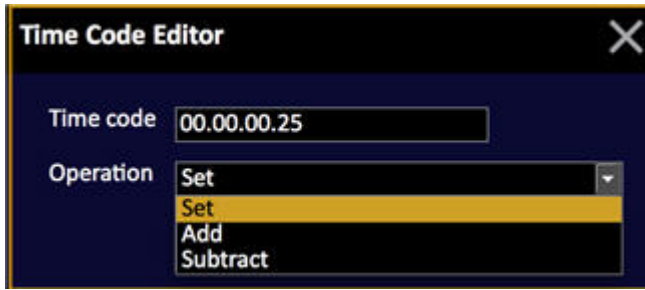 Time Code Editor
Time code 00.00.00.25
Operation Set
Set
Add
Subtract